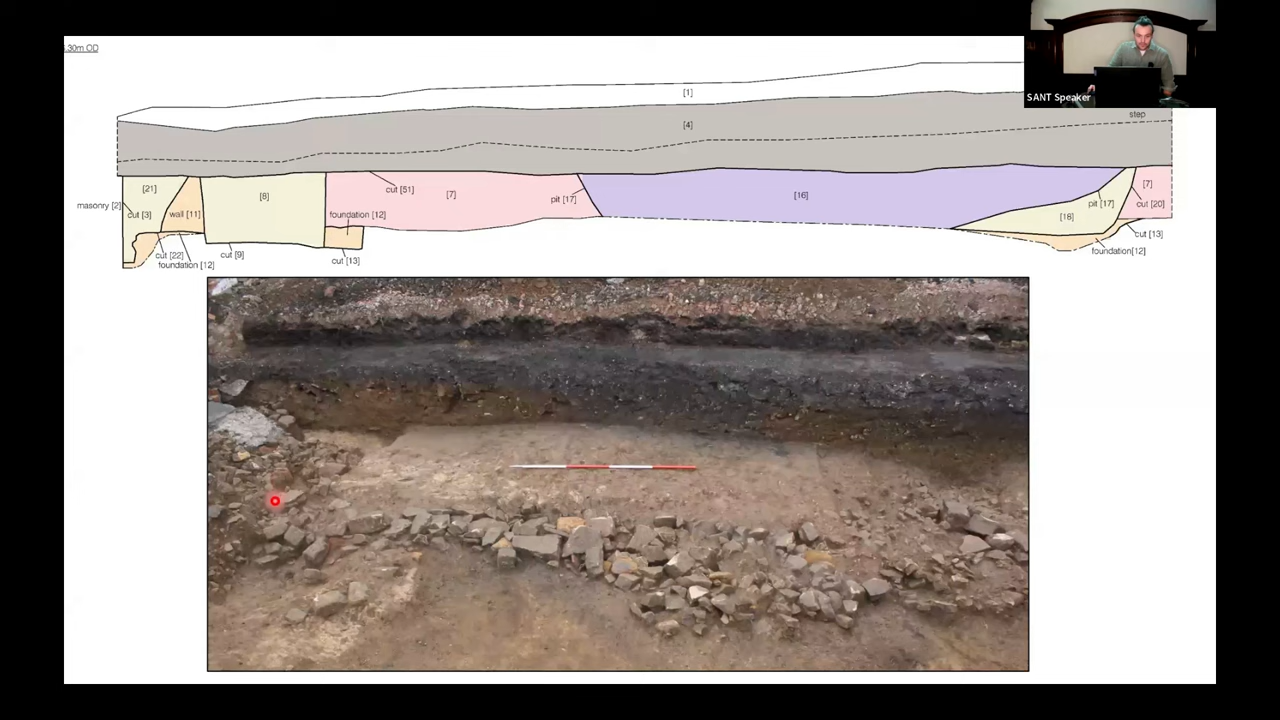 .30m OD
SANT Speaker
[1]
[4]
step
[21]
[8]
cut [51]
[7]
pit [17]
[16]
[7]
masonry [2]
cut [3]
wall [11]
foundation [12]
pit [17]
cut [20]
[18]
cut [22]
cut [9]
foundation [12]
cut [13]
cut [13]
foundation[12]